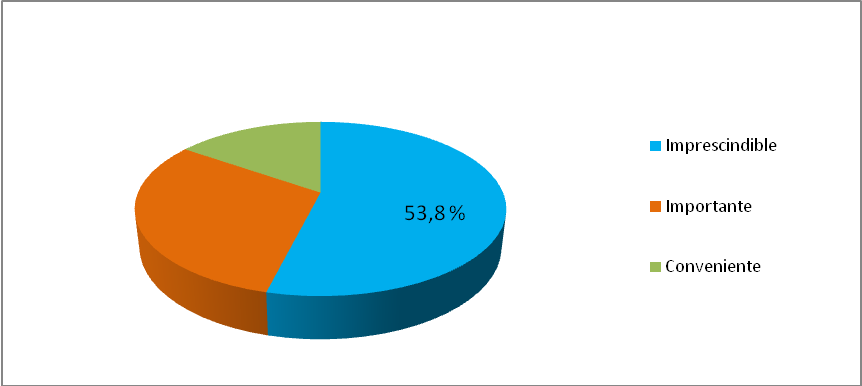 53,8%
Imprescindible
Importante
Conveniente